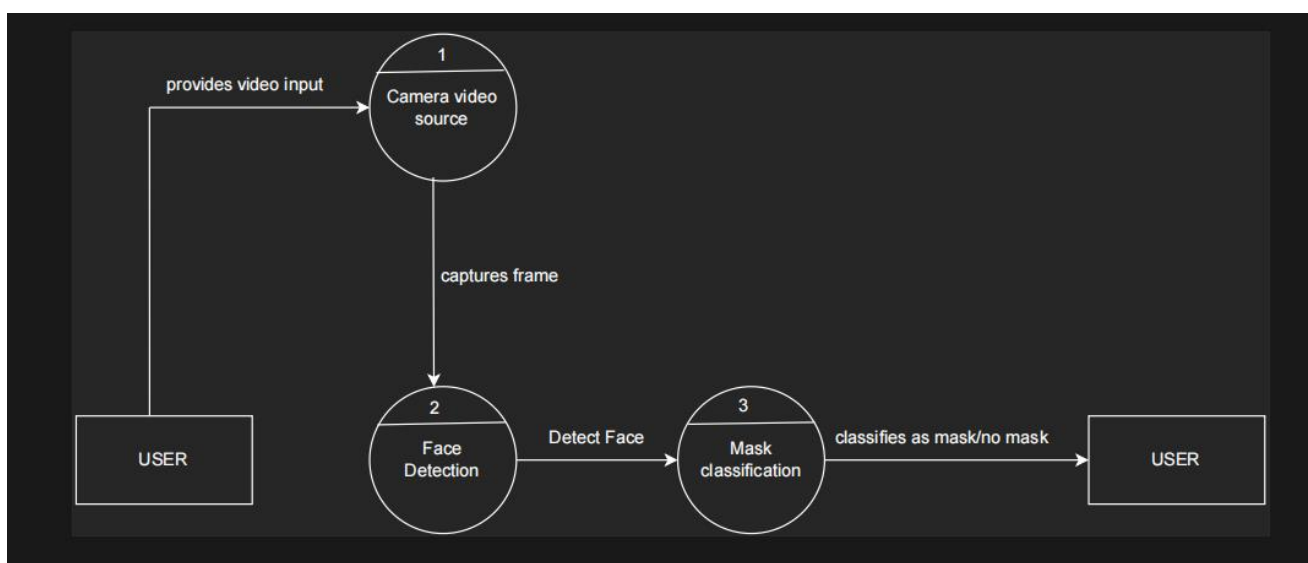 1
provides video input
Camera video
source
captures frame
2
3
USER
Face
Detection
Detect Face
Mask
classification
classifies as mask/no mask
USER